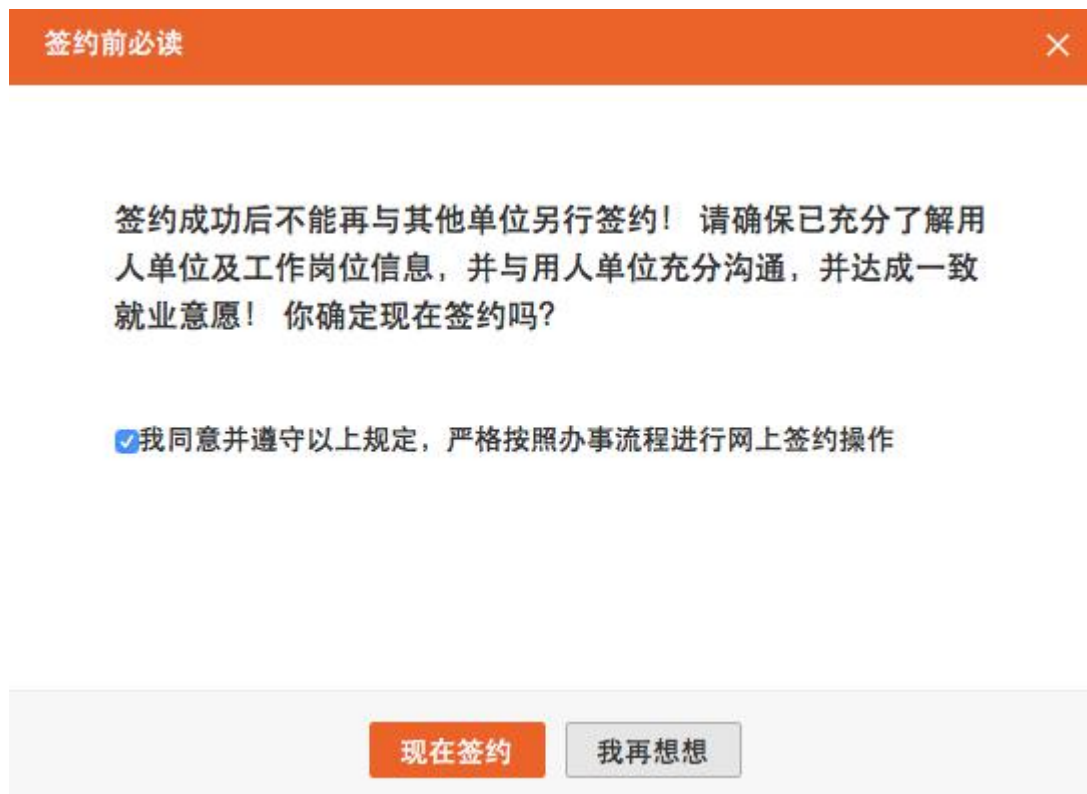 签约前必读
签约成功后不能再与其他单位另行签约！ 请确保已充分了解用
人单位及工作岗位信息，并与用人单位充分沟通，并达成一致
就业意愿！ 你确定现在签约吗？
我同意并遵守以上规定，严格按照办事流程进行网上签约操作
现在签约 我再想想